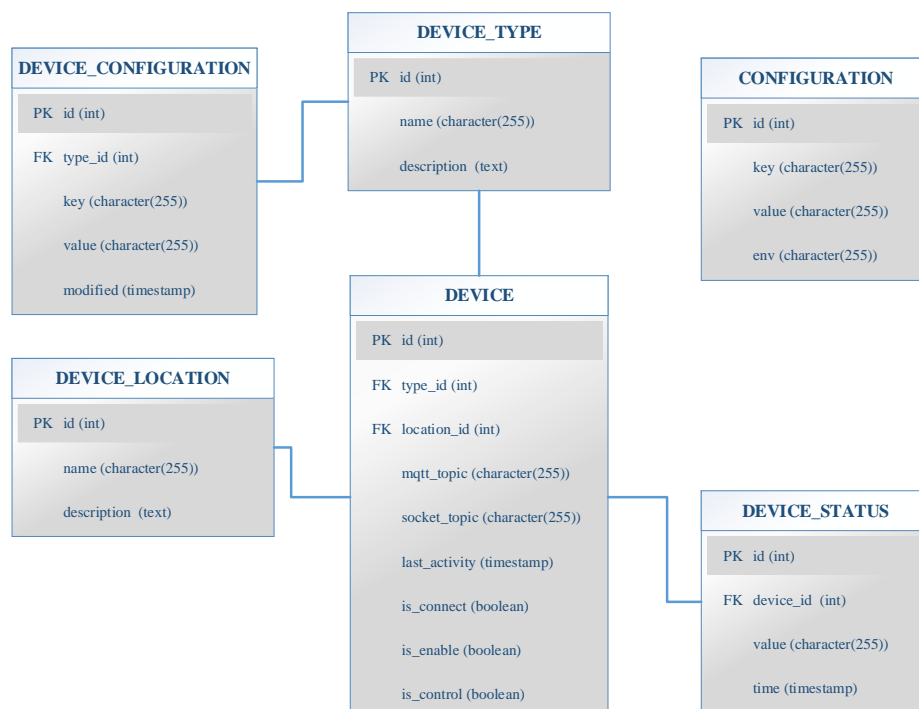 DEVICE_CONFIGURATION
PK id (int)
FK type_id (int)
key (character(255))
value (character(255))
modified (timestamp)
DEVICE_TYPE
PK id (int)
name (character(255))
description (text)
CONFIGURATION
PK id (int)
key (character(255))
value (character(255))
env (character(255))
DEVICE_LOCATION
PK id (int)
name (character(255))
description (text)
DEVICE
PK id (int)
FK type_id (int)
FK location_id (int)
mqtt_topic (character(255))
socket_topic (character(255))
last_activity (timestamp)
is_connect (boolean)
is_enable (boolean)
is_control (boolean)
DEVICE_STATUS
PK id (int)
FK device_id (int)
value (character(255))
time (timestamp)